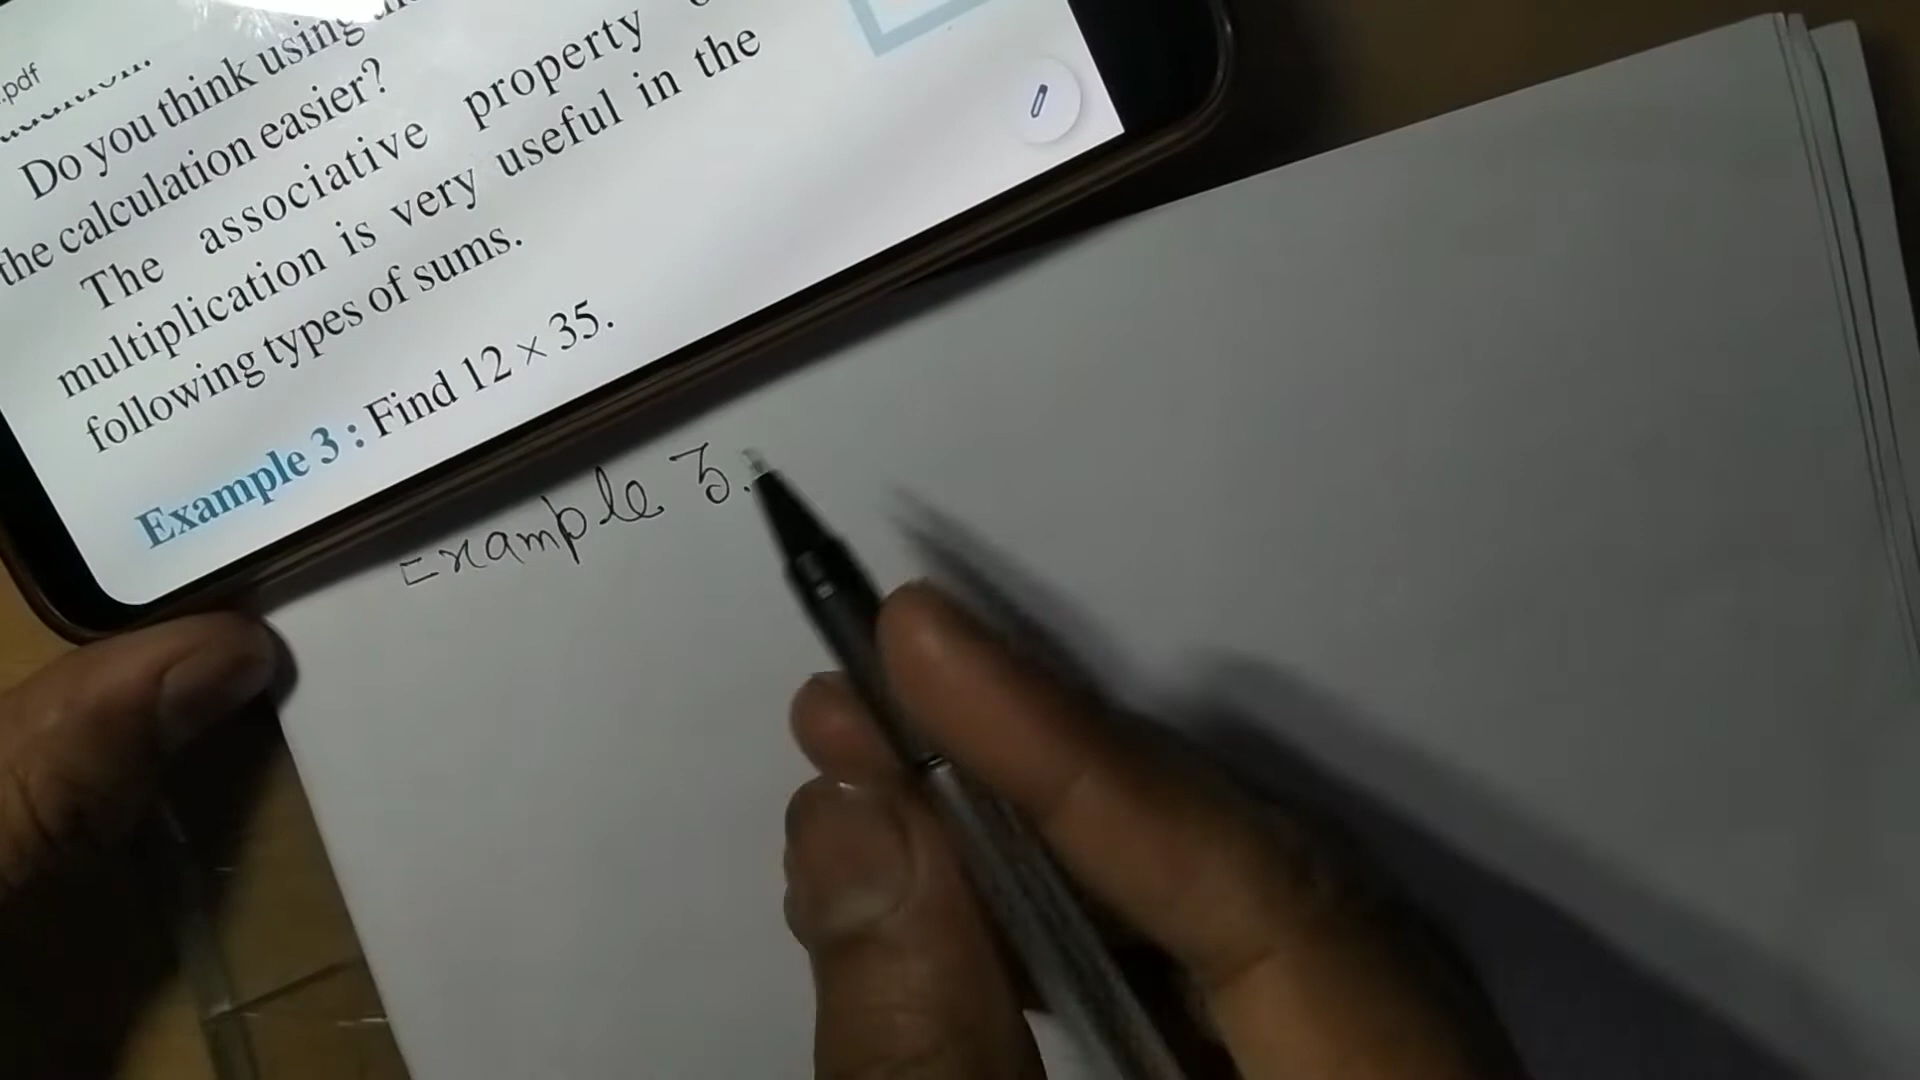 .pdf
Do you think using
the calculation easier?
The associative property
multiplication is very useful in the
following types of sums.
Example 3 : Find 12 × 35.
Example 3.